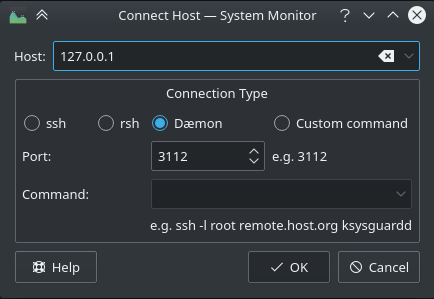 Connect Host — System Monitor
Host: 127.0.0.1
Connection Type
ssh rsh Dæmon Custom command
Port: 3112 e.g. 3112
Command:
e.g. ssh -l root remote.host.org ksysguardd
Help OK Cancel